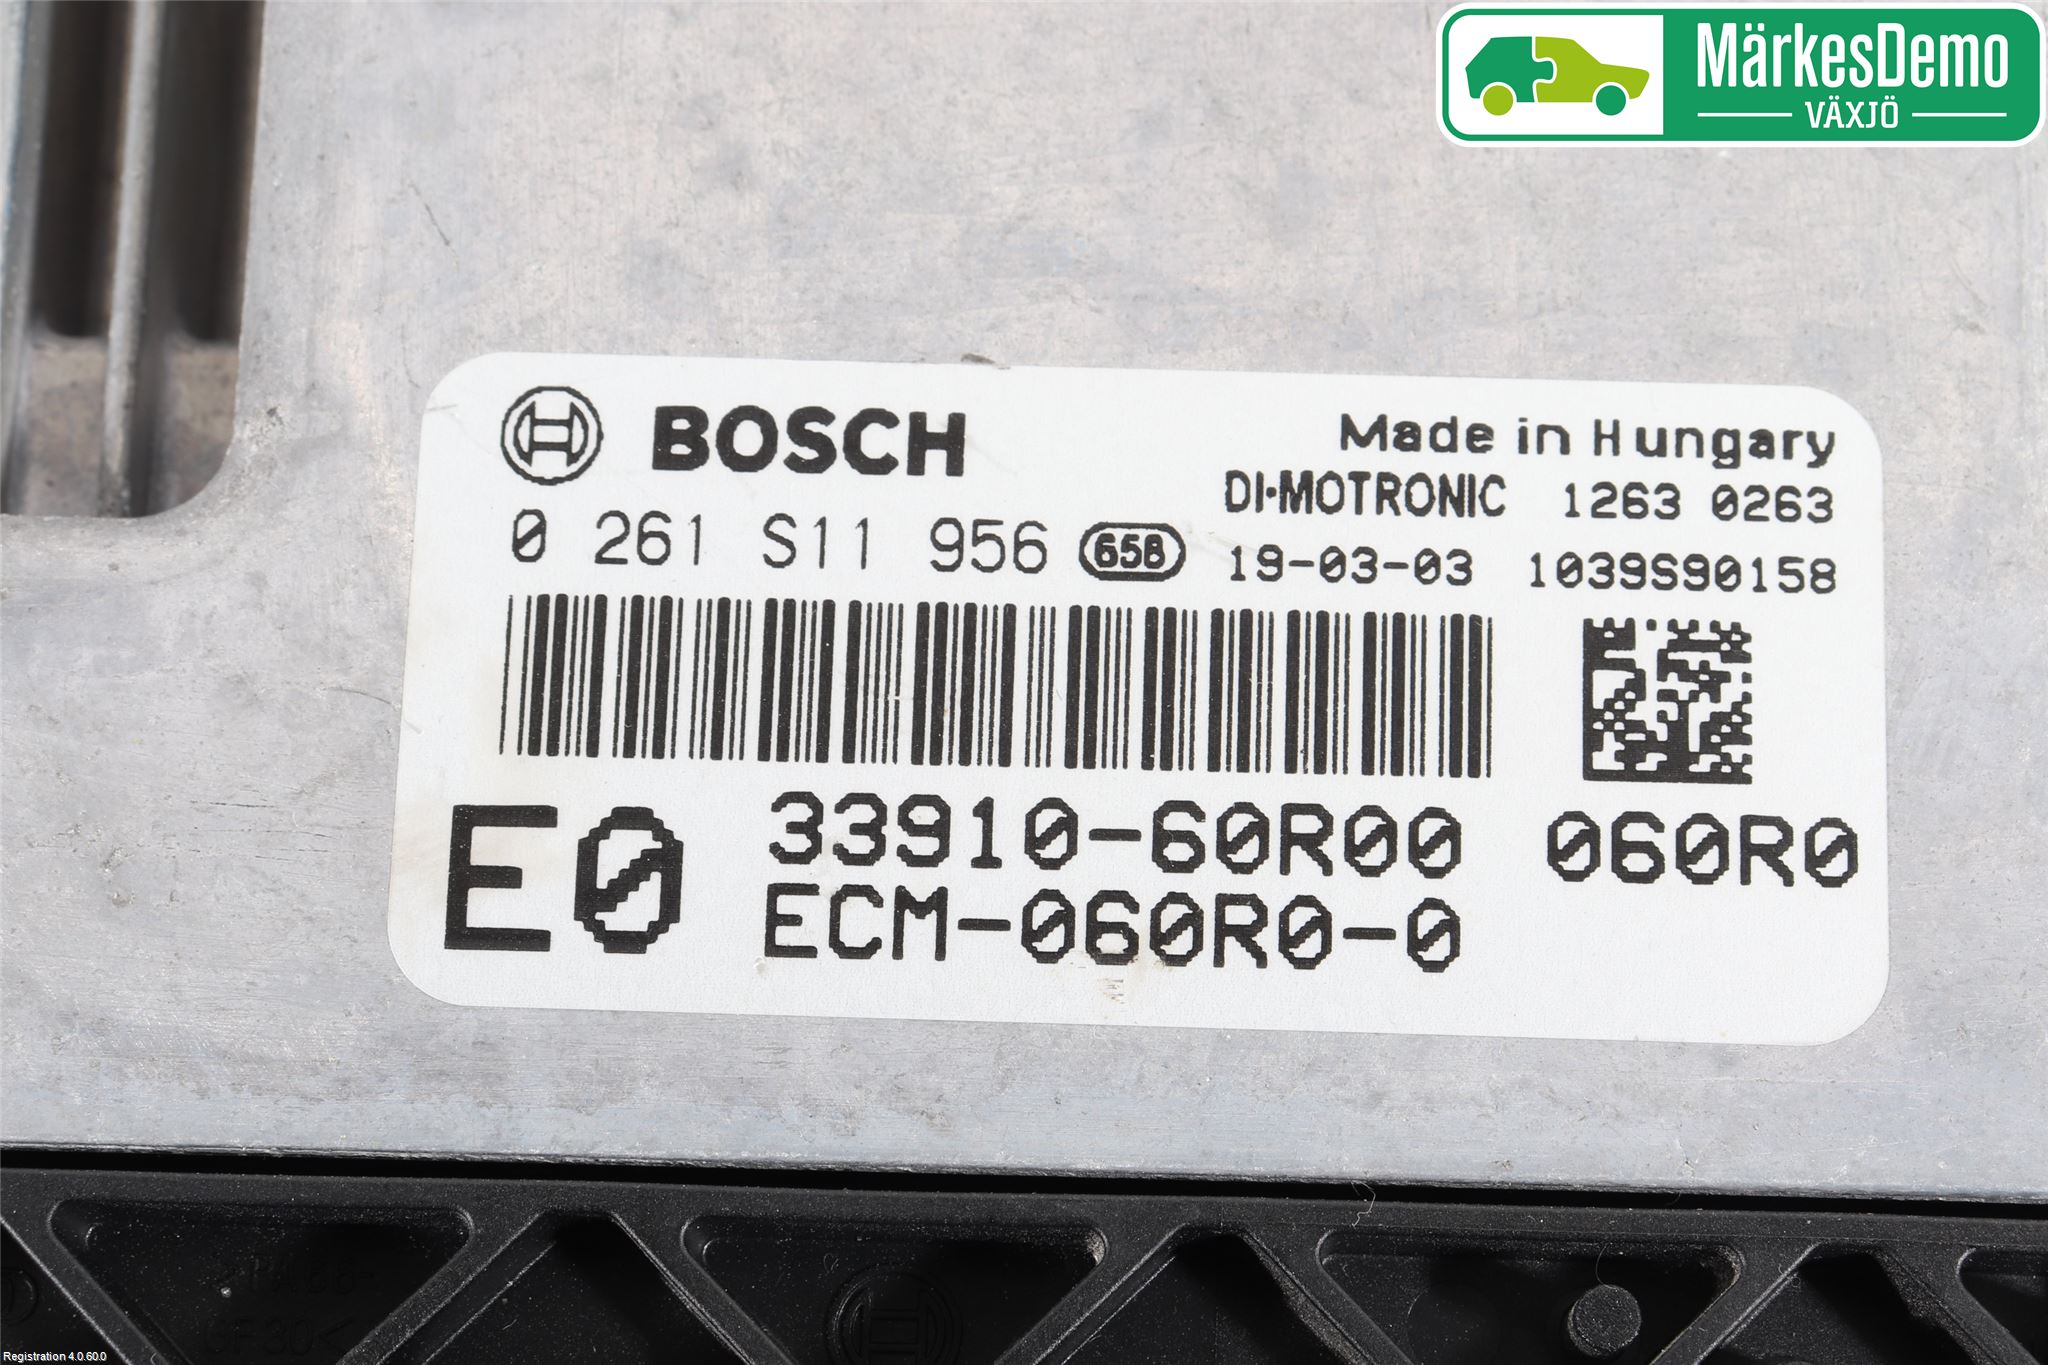 MärkesDemo
VÄXJÖ
BOSCH
Made in Hungary
DI·MOTRONIC 1263 0263
0 261 S11 956 658 19-03-03 1039S90158
E0 33910-60R00 060R0
ECM-060R0-0
Registration 4.0.60.0